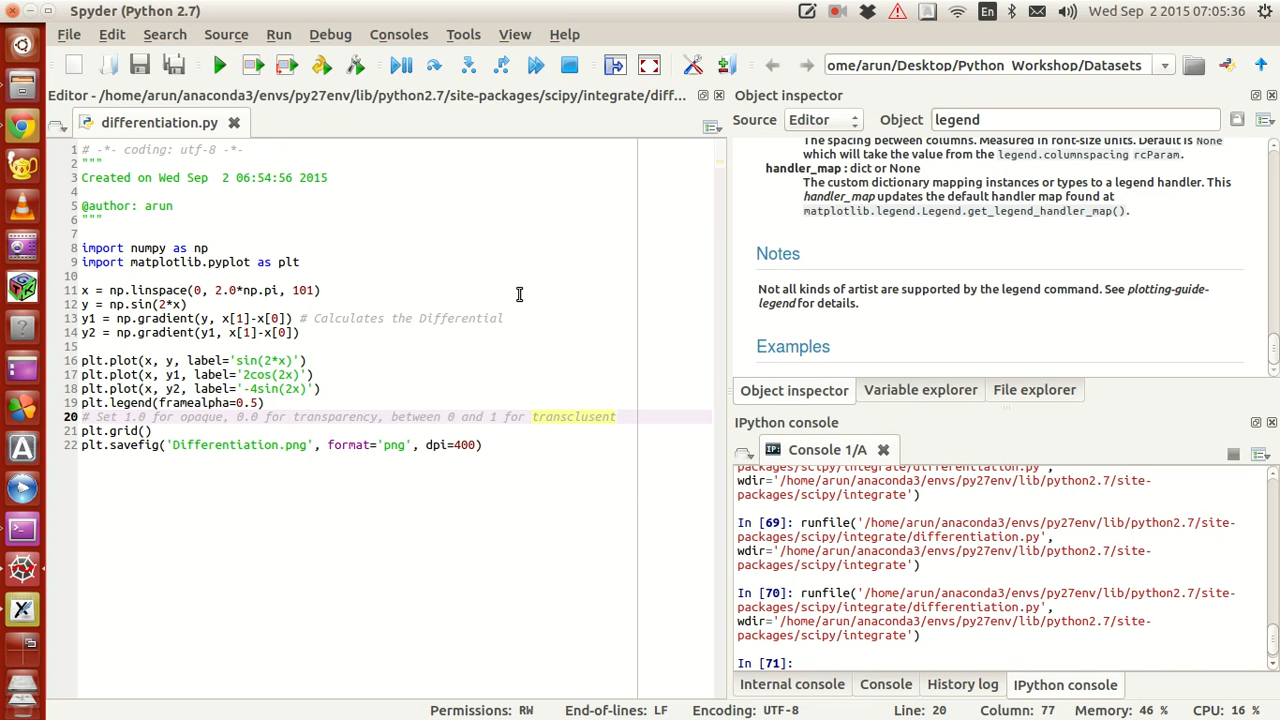 Spyder (Python 2.7)
En
Wed Sep 2 2015 07:05:36
File Edit Search Source Run Debug Consoles Tools View Help
ome/arun/Desktop/Python Workshop/Datasets
Editor - /home/arun/anaconda3/envs/py27env/lib/python2.7/site-packages/scipy/integrate/diff...
differentiation.py
1 # -*- coding: utf-8 -*-
2 """
3 Created on Wed Sep  2 06:54:56 2015
4
5 @author: arun
6 """
7
8 import numpy as np
9 import matplotlib.pyplot as plt
10
11 x = np.linspace(0, 2.0*np.pi, 101)
12 y = np.sin(2*x)
13 y1 = np.gradient(y, x[1]-x[0]) # Calculates the Differential
14 y2 = np.gradient(y1, x[1]-x[0])
15
16 plt.plot(x, y, label='sin(2*x)')
17 plt.plot(x, y1, label='2cos(2x)')
18 plt.plot(x, y2, label='-4sin(2x)')
19 plt.legend(framealpha=0.5)
20 # Set 1.0 for opaque, 0.0 for transparency, between 0 and 1 for transclusent
21 plt.grid()
22 plt.savefig('Differentiation.png', format='png', dpi=400)
Object inspector
Source Editor Object legend
The spacing between columns. Measured in font-size units. Default is None
which will take the value from the legend.columnspacing rcParam.
handler_map : dict or None
The custom dictionary mapping instances or types to a legend handler. This
handler_map updates the default handler map found at
matplotlib.legend.Legend.get_legend_handler_map().
Notes
Not all kinds of artist are supported by the legend command. See plotting-guide-
legend for details.
Examples
Object inspector Variable explorer File explorer
IPython console
IP: Console 1/A
packages/scipy/integrate/differentiation.py',
wdir='/home/arun/anaconda3/envs/py27env/lib/python2.7/site-
packages/scipy/integrate')
In [69]: runfile('/home/arun/anaconda3/envs/py27env/lib/python2.7/site-
packages/scipy/integrate/differentiation.py',
wdir='/home/arun/anaconda3/envs/py27env/lib/python2.7/site-
packages/scipy/integrate')
In [70]: runfile('/home/arun/anaconda3/envs/py27env/lib/python2.7/site-
packages/scipy/integrate/differentiation.py',
wdir='/home/arun/anaconda3/envs/py27env/lib/python2.7/site-
packages/scipy/integrate')
In [71]:
Internal console Console History log IPython console
Permissions: RW End-of-lines: LF Encoding: UTF-8 Line: 20 Column: 77 Memory: 46 % CPU: 16 %